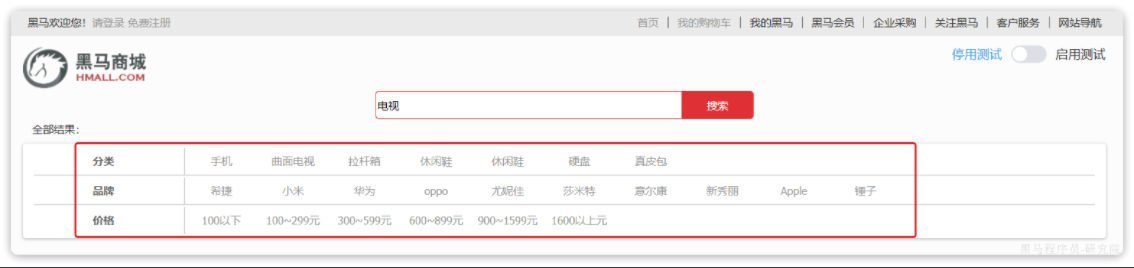 黑马欢迎您! 请登录 免费注册 首页 | 我的购物车 | 我的黑马 | 黑马会员 | 企业采购 | 关注黑马 | 客户服务 | 网站导航
黑马商城
HMALL.COM
停用测试 启用测试
电视 搜索
全部结果:
分类 手机 曲面电视 拉杆箱 休闲鞋 休闲鞋 硬盘 真皮包
品牌 希捷 小米 华为 oppo 尤妮佳 莎米特 意尔康 新秀丽 Apple 锤子
价格 100以下 100~299元 300~599元 600~899元 900~1599元 1600以上元
黑马程序员-研究院